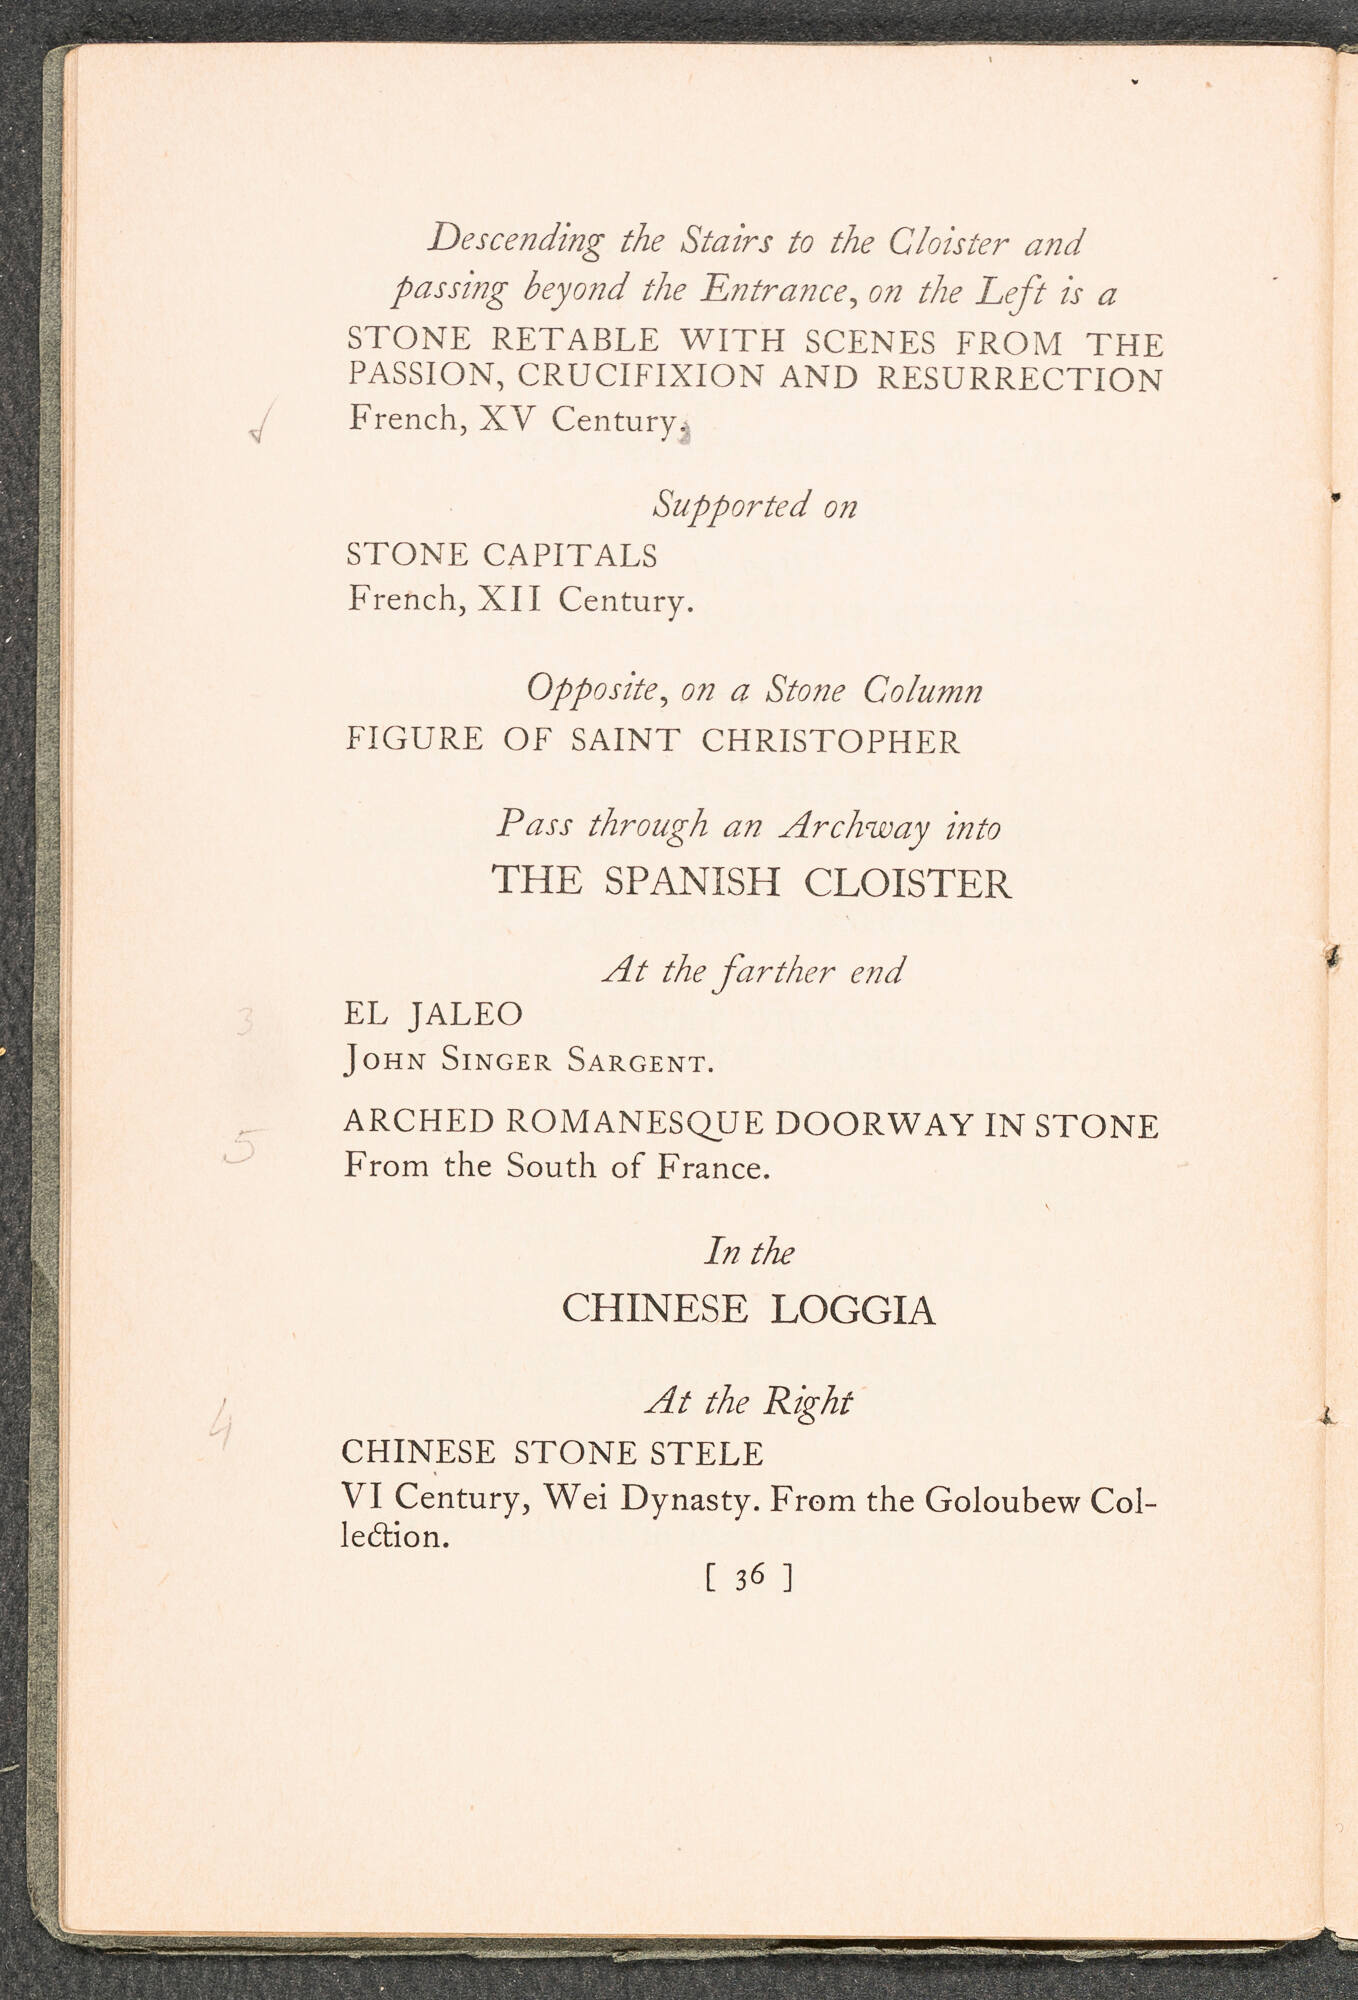 Descending the Stairs to the Cloister and
passing beyond the Entrance, on the Left is a
STONE RETABLE WITH SCENES FROM THE
PASSION, CRUCIFIXION AND RESURRECTION
French, XV Century.
Supported on
STONE CAPITALS
French, XII Century.
Opposite, on a Stone Column
FIGURE OF SAINT CHRISTOPHER
Pass through an Archway into
THE SPANISH CLOISTER
At the farther end
3 EL JALEO
JOHN SINGER SARGENT.
5 ARCHED ROMANESQUE DOORWAY IN STONE
From the South of France.
In the
CHINESE LOGGIA
At the Right
4 CHINESE STONE STELE
VI Century, Wei Dynasty. From the Goloubew Col-
lection.
[ 36 ]